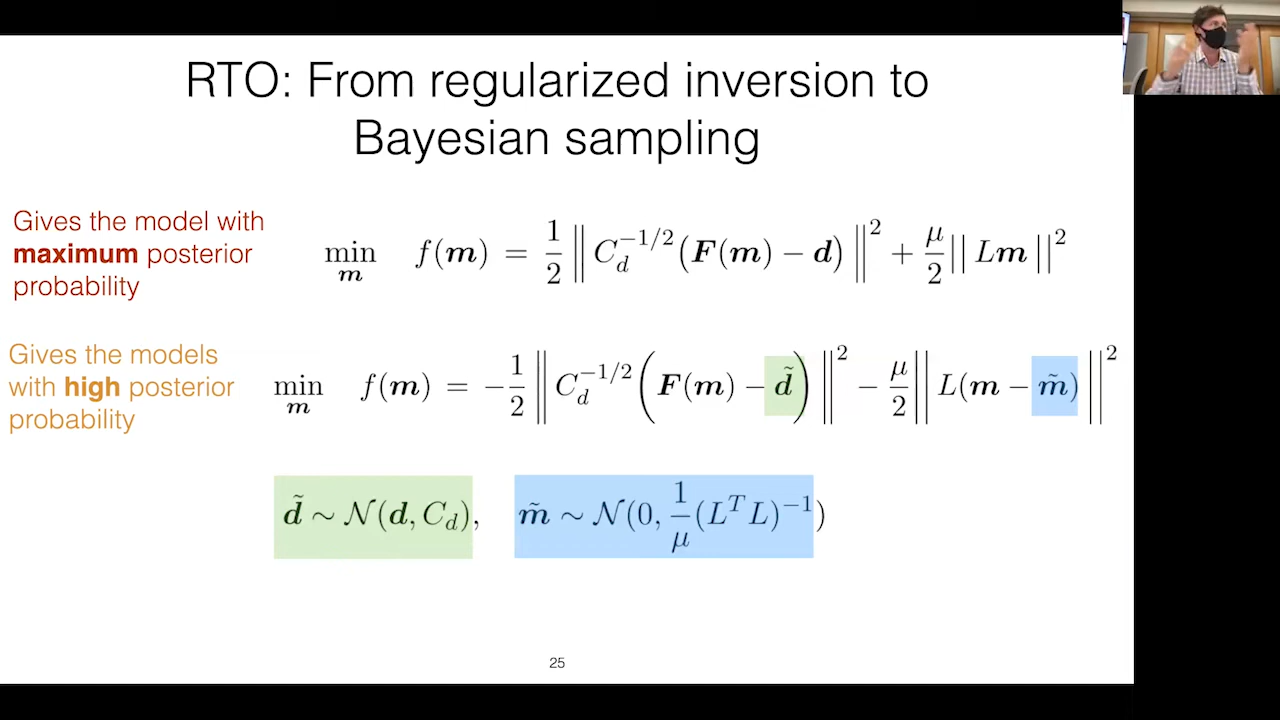 RTO: From regularized inversion to
Bayesian sampling
Gives the model with
maximum posterior
probability
min_m f(m) = 1/2 || C_d^{-1/2} (F(m) − d) ||^2 + μ/2 || Lm ||^2
Gives the models
with high posterior
probability
min_m f(m) = −1/2 || C_d^{-1/2} (F(m) − d̃) ||^2 − μ/2 || L(m − m̃) ||^2
d̃ ∼ N(d, C_d), m̃ ∼ N(0, 1/μ (L^T L)^{-1})
25